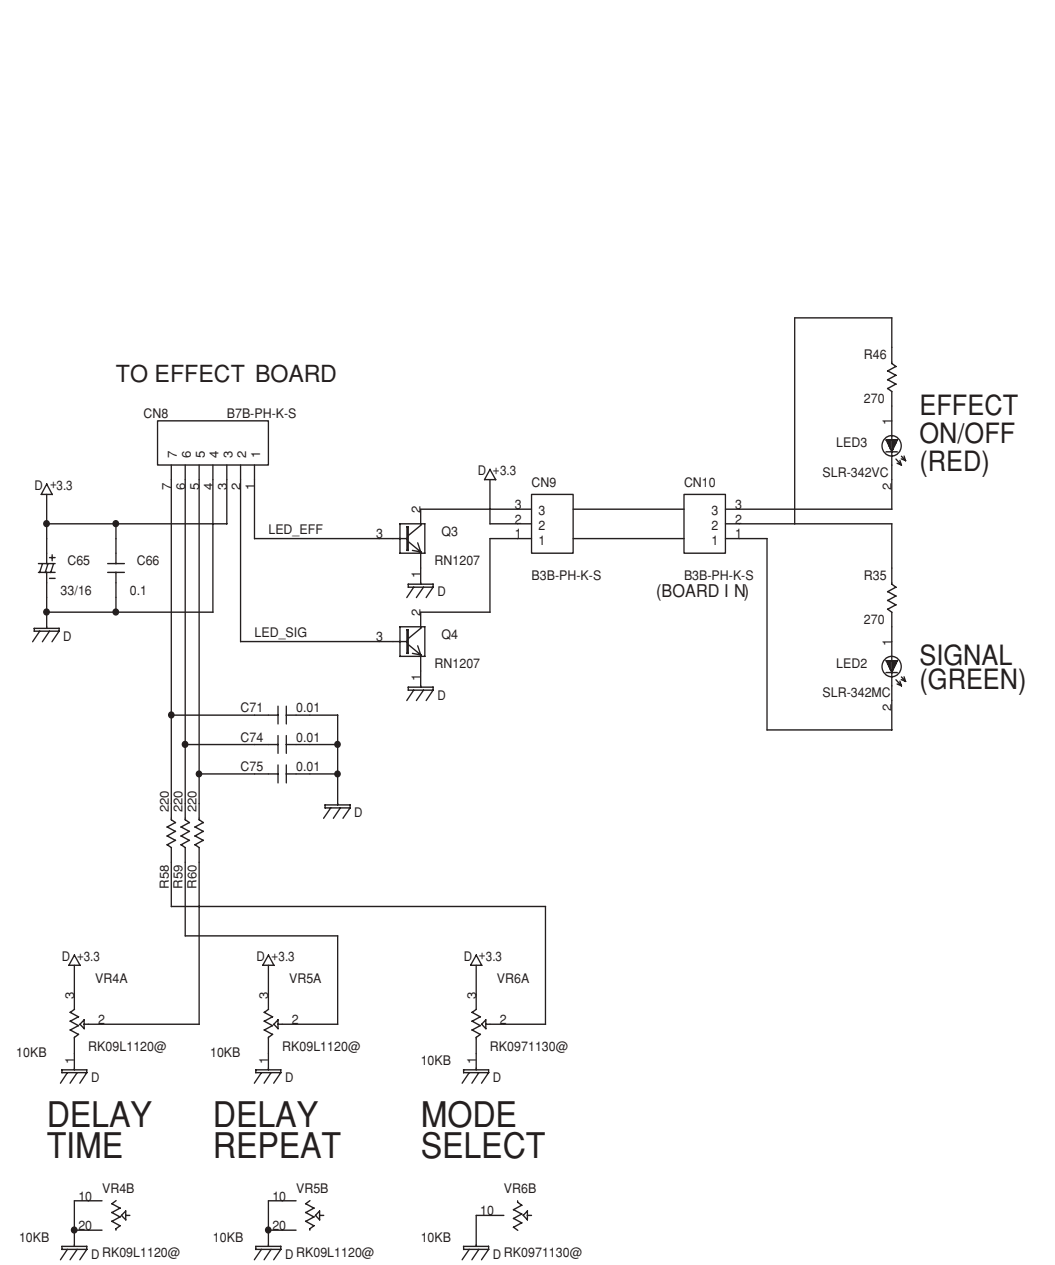 TO EFFECT BOARD
CN8 B7B-PH-K-S
7 6 5 4 3 2 1
7 6 5 4 3 2 1
D +3.3
C65
33/16
C66
0.1
D
LED_EFF
3
2
Q3
RN1207
1
D
LED_SIG
3
2
Q4
RN1207
1
D
D +3.3
CN9
3 3
2 2
1 1
B3B-PH-K-S
CN10
3 3
2 2
1 1
B3B-PH-K-S
(BOARD I N)
R46
270
1
LED3
SLR-342VC
2
EFFECT
ON/OFF
(RED)
R35
270
1
LED2
SLR-342MC
2
SIGNAL
(GREEN)
C71 0.01
C74 0.01
C75 0.01
D
220 220 220
R58 R59 R60
D +3.3
VR4A
3
2
RK09L1120@
10KB
1
D
DELAY
TIME
D +3.3
VR5A
3
2
RK09L1120@
10KB
1
D
DELAY
REPEAT
D +3.3
VR6A
3
2
RK0971130@
10KB
1
D
MODE
SELECT
VR4B
10
20
10KB
D RK09L1120@
VR5B
10
20
10KB
D RK09L1120@
VR6B
10
10KB
D RK0971130@